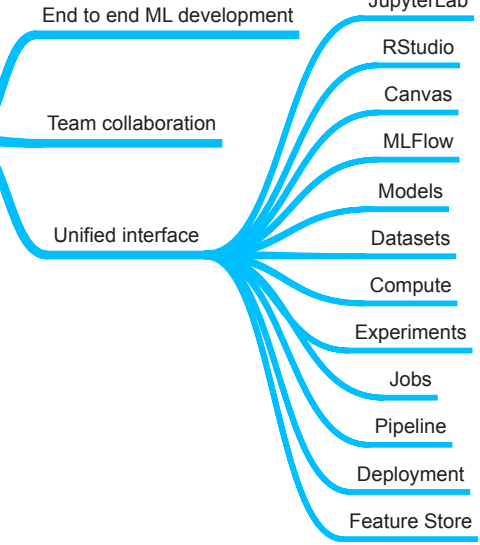 End to end ML development
Team collaboration
Unified interface
JupyterLab
RStudio
Canvas
MLFlow
Models
Datasets
Compute
Experiments
Jobs
Pipeline
Deployment
Feature Store